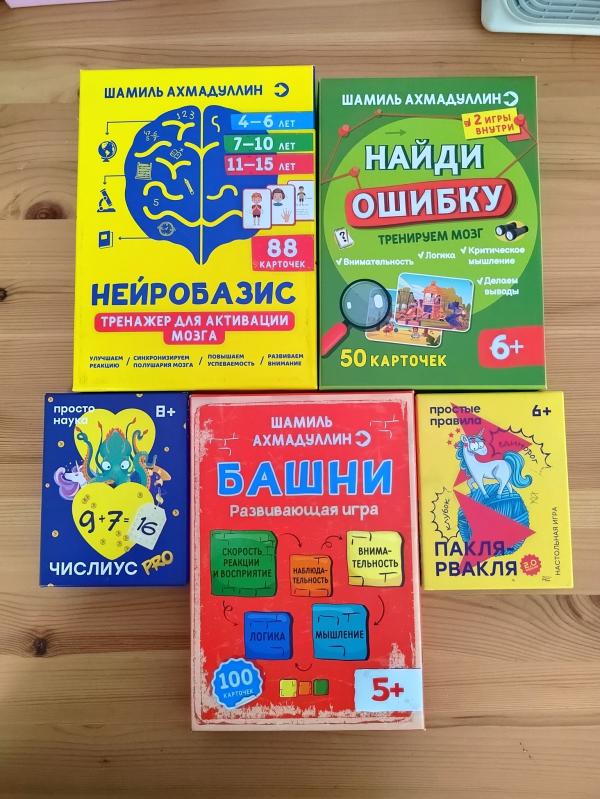 ШАМИЛЬ АХМАДУЛЛИН
4–6 ЛЕТ
7–10 ЛЕТ
11–15 ЛЕТ
88
КАРТОЧЕК
НЕЙРОБАЗИС
ТРЕНАЖЕР ДЛЯ АКТИВАЦИИ
МОЗГА
УЛУЧШАЕМ РЕАКЦИЮ / СИНХРОНИЗИРУЕМ ПОЛУШАРИЯ МОЗГА / ПОВЫШАЕМ УСПЕВАЕМОСТЬ / РАЗВИВАЕМ ВНИМАНИЕ
ШАМИЛЬ АХМАДУЛЛИН
2 ИГРЫ
ВНУТРИ
НАЙДИ
ОШИБКУ
ТРЕНИРУЕМ МОЗГ
Внимательность
Логика
Критическое
мышление
Делаем
выводы
50 КАРТОЧЕК
6+
просто
наука
8+
9+7=16
ЧИСЛИУС PRO
ШАМИЛЬ
АХМАДУЛЛИН
БАШНИ
Развивающая игра
СКОРОСТЬ
РЕАКЦИИ
И ВОСПРИЯТИЕ
НАБЛЮДА-
ТЕЛЬНОСТЬ
ВНИМА-
ТЕЛЬНОСТЬ
ЛОГИКА
МЫШЛЕНИЕ
100
КАРТОЧЕК
5+
простые
правила
6+
ЕДИНОРОГ
КЛУБОК
ПАКЛЯ-
РВАКЛЯ
2.0
НАСТОЛЬНАЯ ИГРА